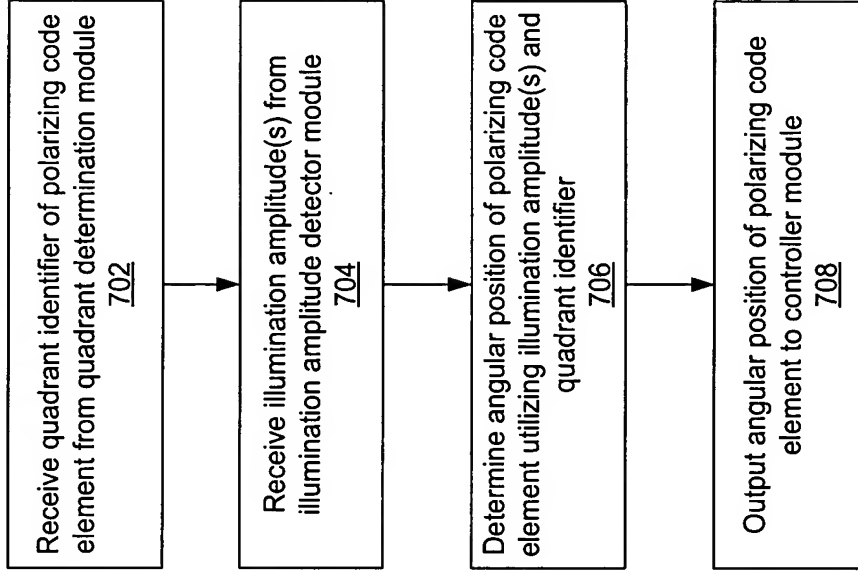 Receive quadrant identifier of polarizing code
element from quadrant determination module
702
Receive illumination amplitude(s) from
illumination amplitude detector module
704
Determine angular position of polarizing code
element utilizing illumination amplitude(s) and
quadrant identifier
706
Output angular position of polarizing code
element to controller module
708